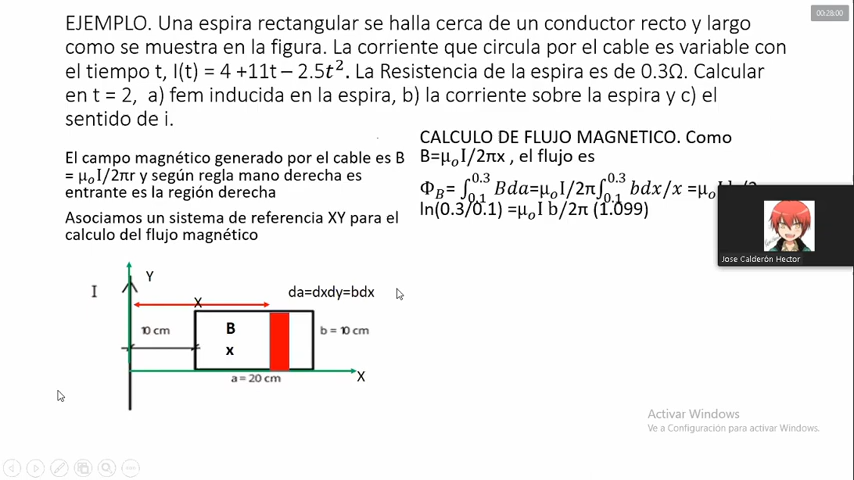 00:28:00
EJEMPLO. Una espira rectangular se halla cerca de un conductor recto y largo
como se muestra en la figura. La corriente que circula por el cable es variable con
el tiempo t, I(t) = 4 +11t – 2.5t². La Resistencia de la espira es de 0.3Ω. Calcular
en t = 2, a) fem inducida en la espira, b) la corriente sobre la espira y c) el
sentido de i.
El campo magnético generado por el cable es B
= μₒI/2πr y según regla mano derecha es
entrante es la región derecha
Asociamos un sistema de referencia XY para el
calculo del flujo magnético
CALCULO DE FLUJO MAGNETICO. Como
B=μₒI/2πx , el flujo es
Φ_B= ∫_0.1^0.3 Bda=μₒI/2π∫_0.1^0.3 bdx/x =μₒI
ln(0.3/0.1) =μₒI b/2π (1.099)
Jose Calderón Hector
I
Y
X
da=dxdy=bdx
10 cm
B
x
b = 10 cm
a = 20 cm
X
Activar Windows
Ve a Configuración para activar Windows.